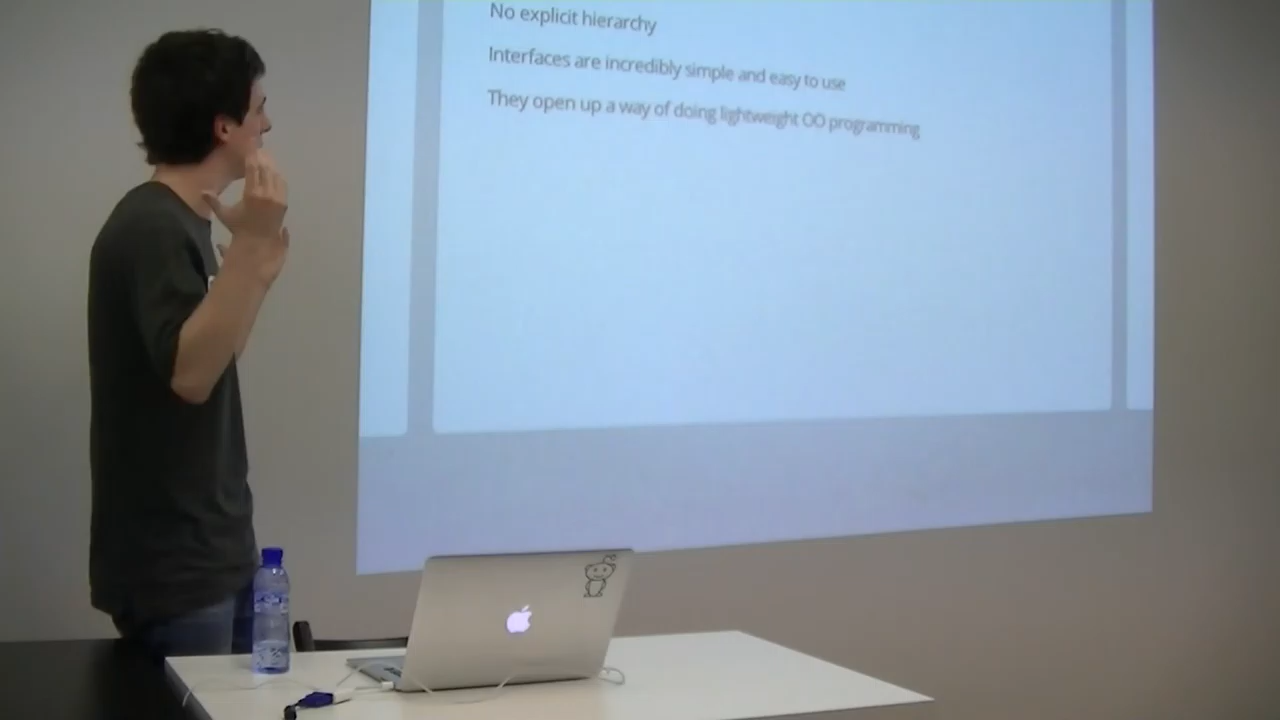 No explicit hierarchy
Interfaces are incredibly simple and easy to use
They open up a way of doing lightweight OO programming